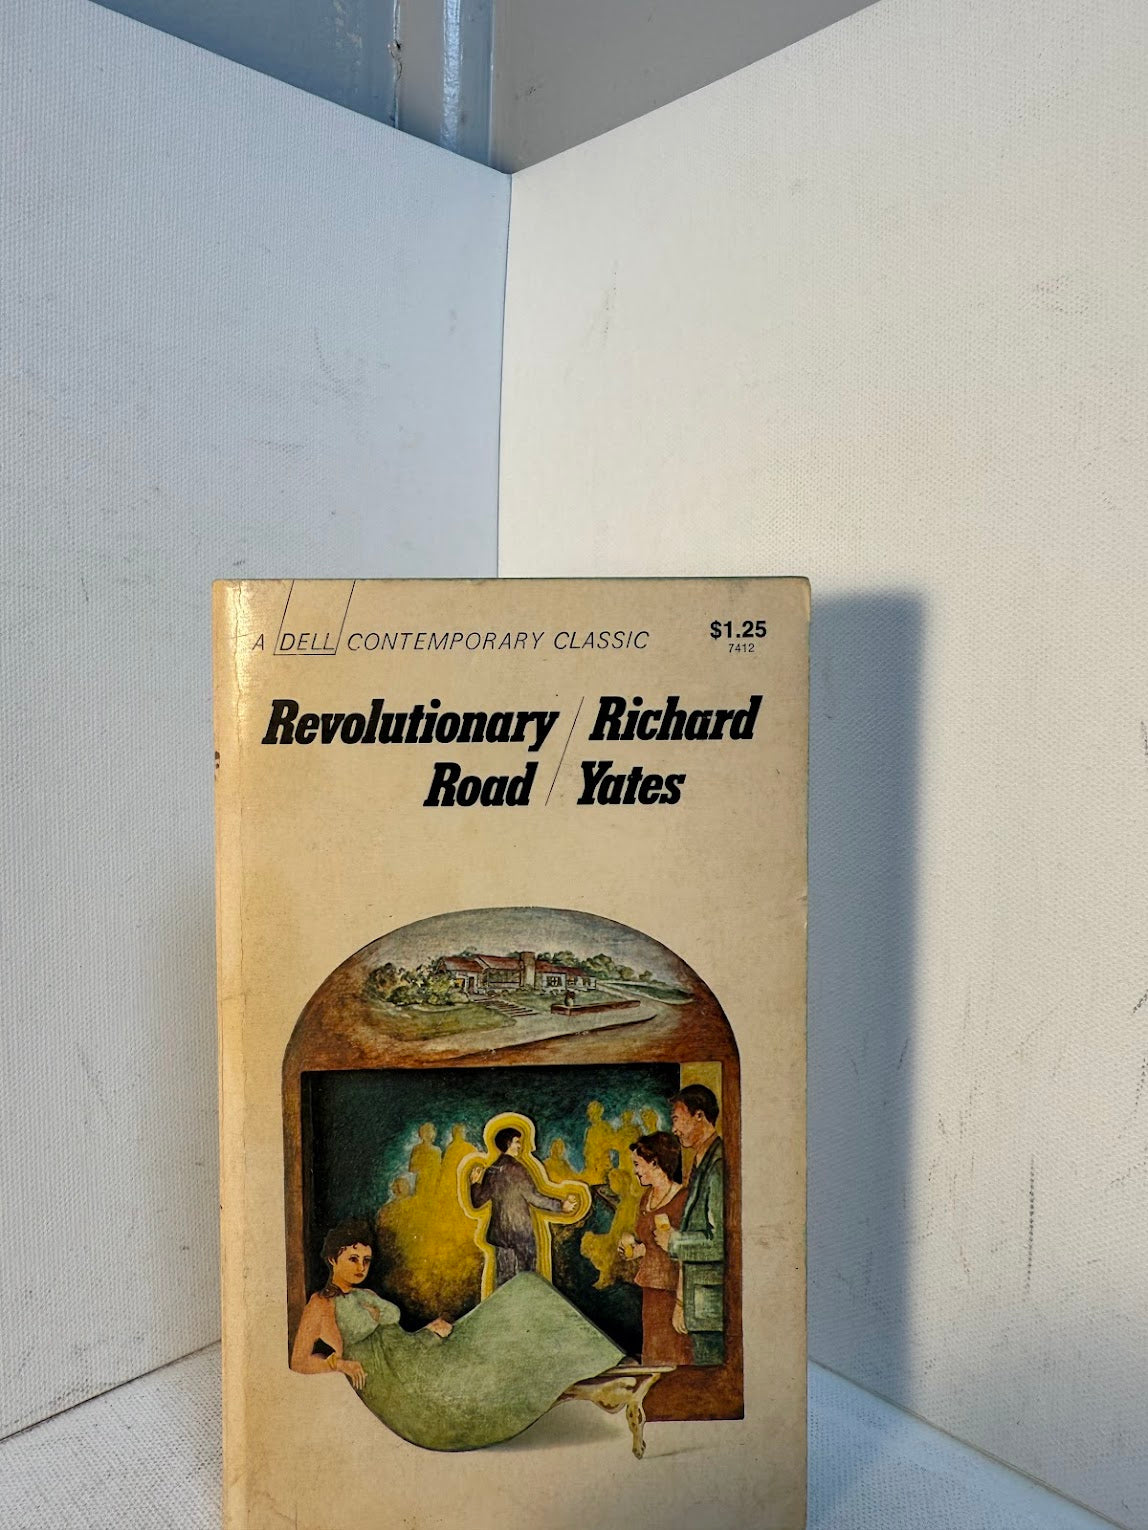 A DELL CONTEMPORARY CLASSIC
$1.25
7412
Revolutionary / Richard
Road / Yates